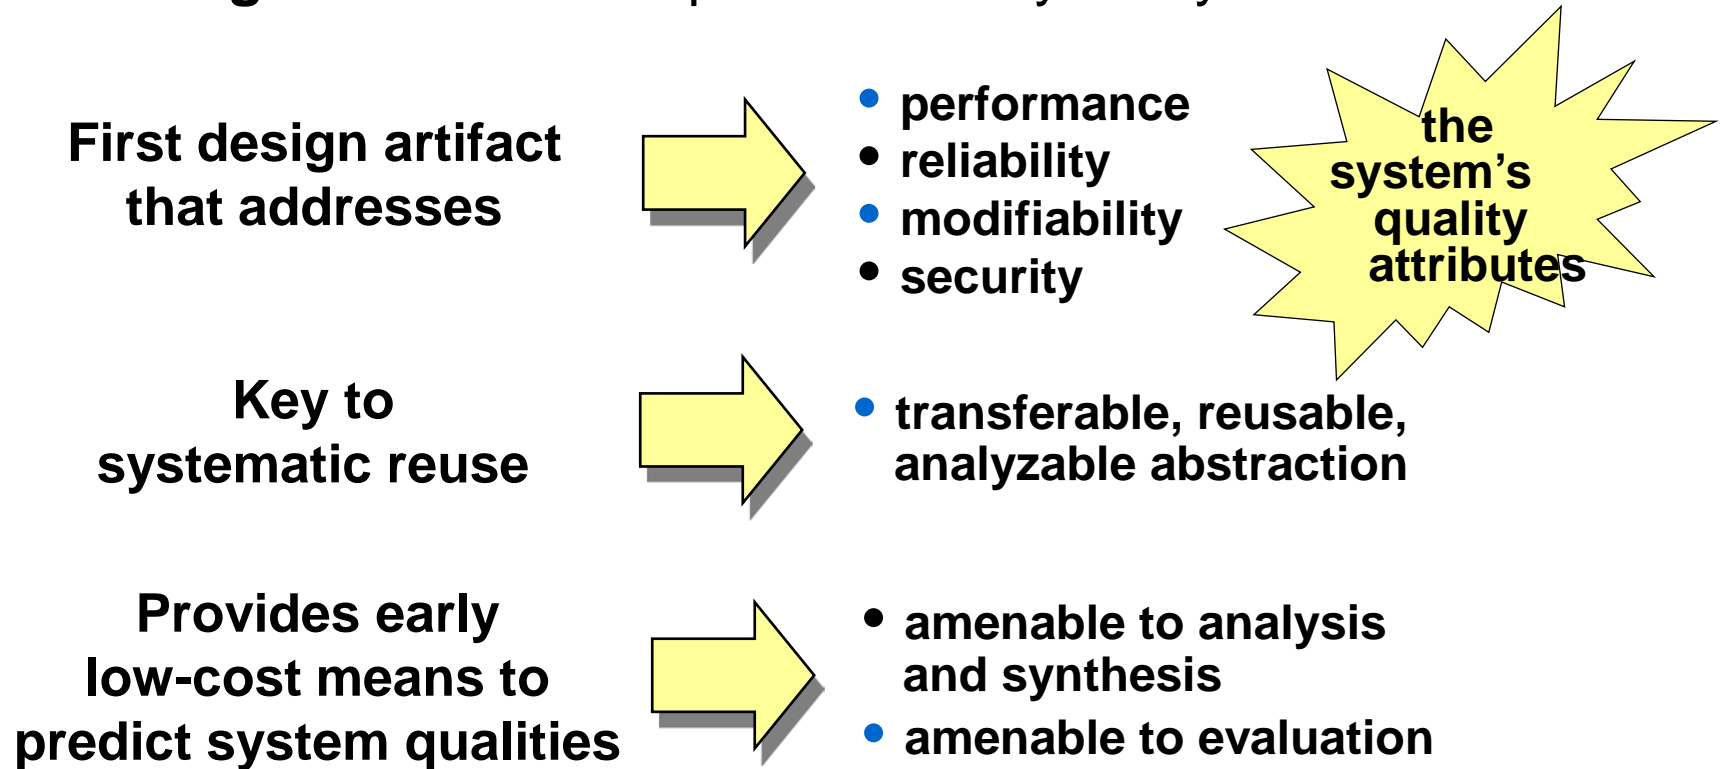 First design artifact
that addresses
• performance
• reliability
• modifiability
• security
the
system’s
quality
attributes
Key to
systematic reuse
• transferable, reusable,
analyzable abstraction
Provides early
low-cost means to
predict system qualities
• amenable to analysis
and synthesis
• amenable to evaluation